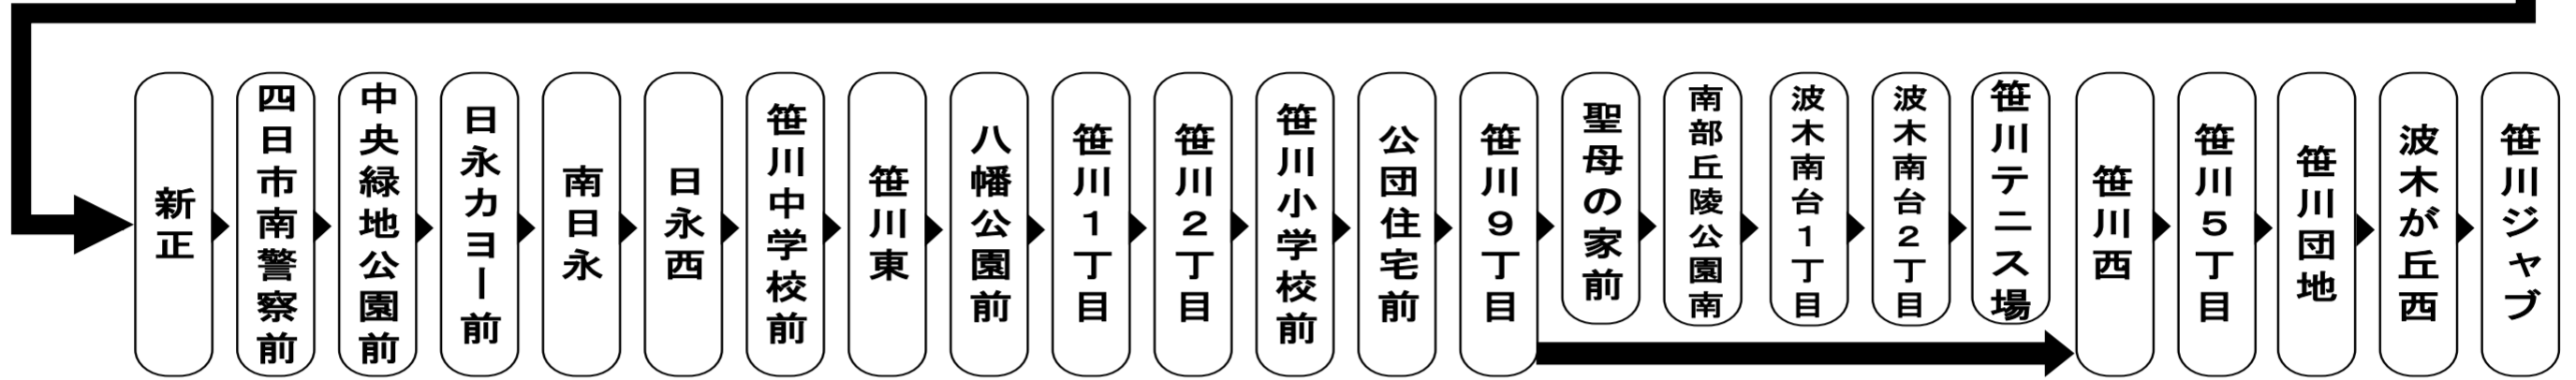 新正
四日市南警察前
中央緑地公園前
日永カヨー前
南日永
日永西
笹川中学校前
笹川東
八幡公園前
笹川１丁目
笹川２丁目
笹川小学校前
公団住宅前
笹川９丁目
聖母の家前
南部丘陵公園南
波木南台１丁目
波木南台２丁目
笹川テニス場
笹川西
笹川５丁目
笹川団地
波木が丘西
笹川ジャブ